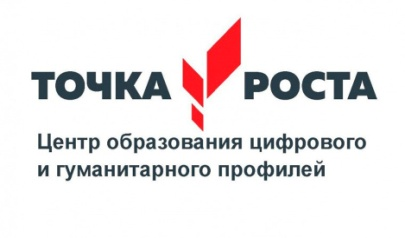 ТОЧКА РОСТА
Центр образования цифрового
и гуманитарного профилей